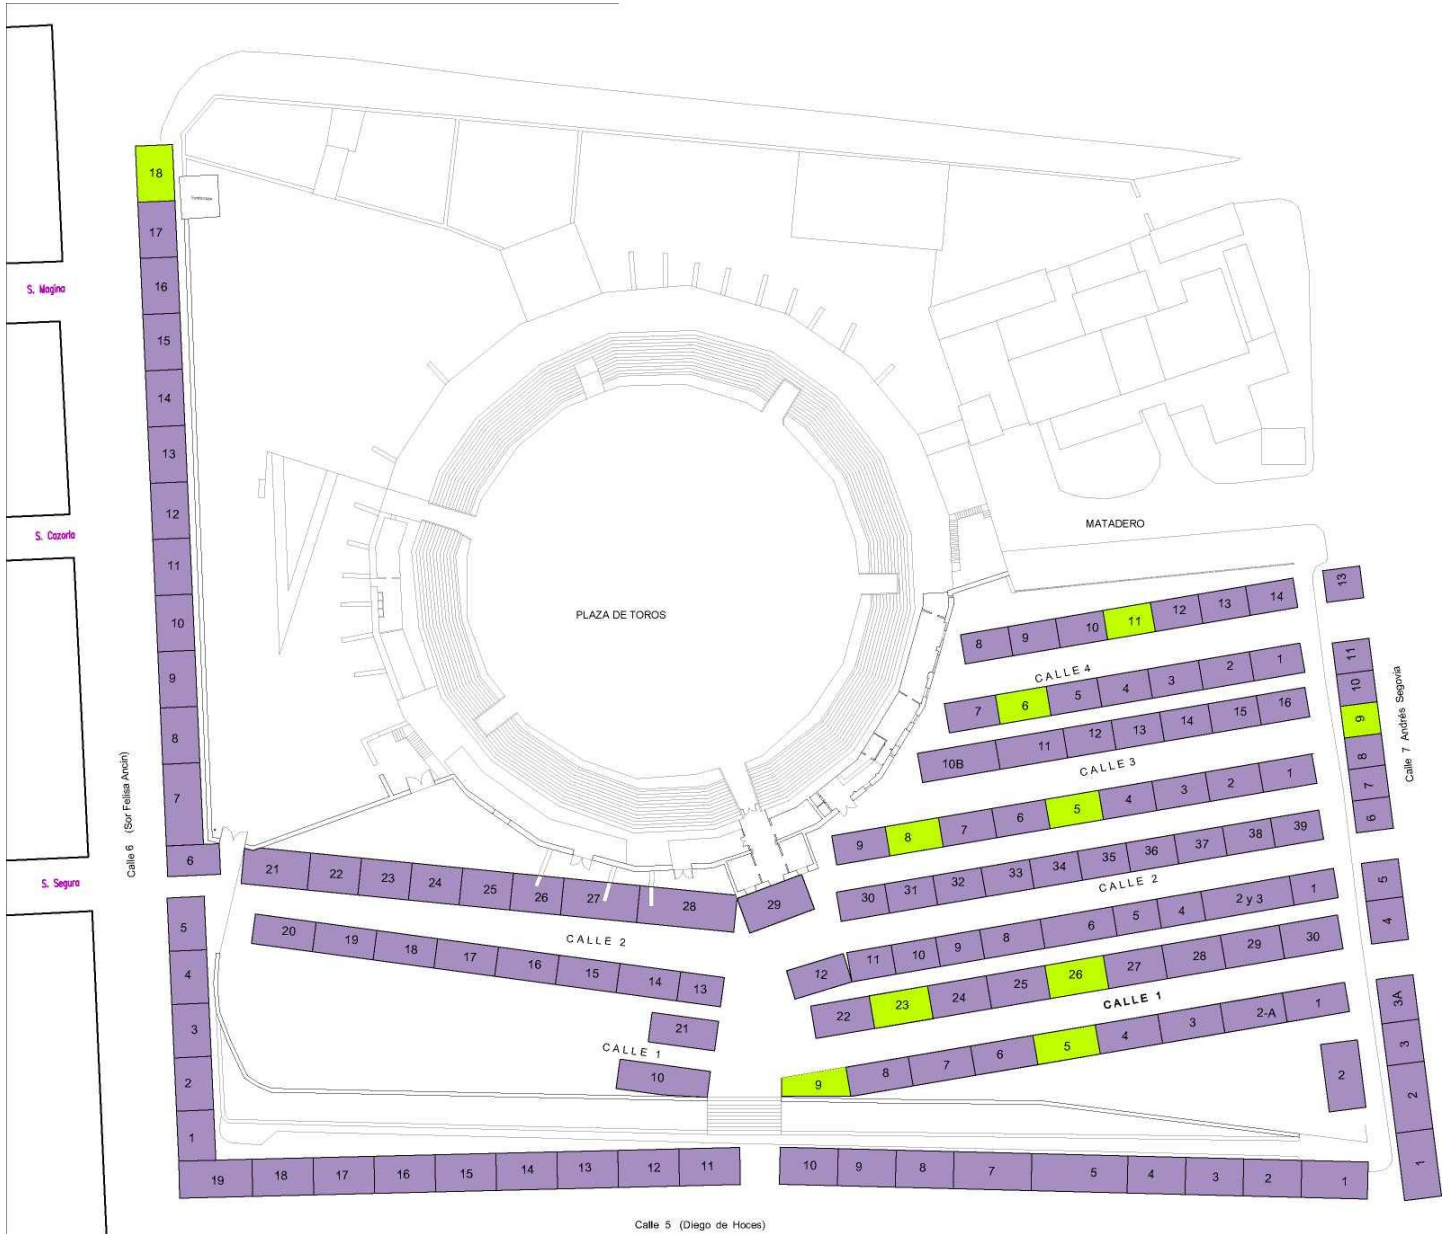 18
17
S. Magina
16
15
14
13
12
S. Cazorla
11
10
9
8
7
6
Calle 6 (Sor Felisa Ancin)
S. Segura
5
4
3
2
1
PLAZA DE TOROS
MATADERO
8 9 10 11 12 13 14
CALLE 4
7 6 5 4 3 2 1
10B 11 12 13 14 15 16
CALLE 3
9 8 7 6 5 4 3 2 1
30 31 32 33 34 35 36 37 38 39
CALLE 2
12 11 10 9 8 6 5 4 2 y 3 1
22 23 24 25 26 27 28 29 30
CALLE 1
9 8 7 6 5 4 3 2-A 1
2
21 22 23 24 25 26 27 28 29
CALLE 2
20 19 18 17 16 15 14 13
21
CALLE 1
10
13
11
10
9
8
7
6
Calle 7 Andrés Segovia
5
4
3A
3
2
1
19 18 17 16 15 14 13 12 11 10 9 8 7 5 4 3 2 1
Calle 5 (Diego de Hoces)